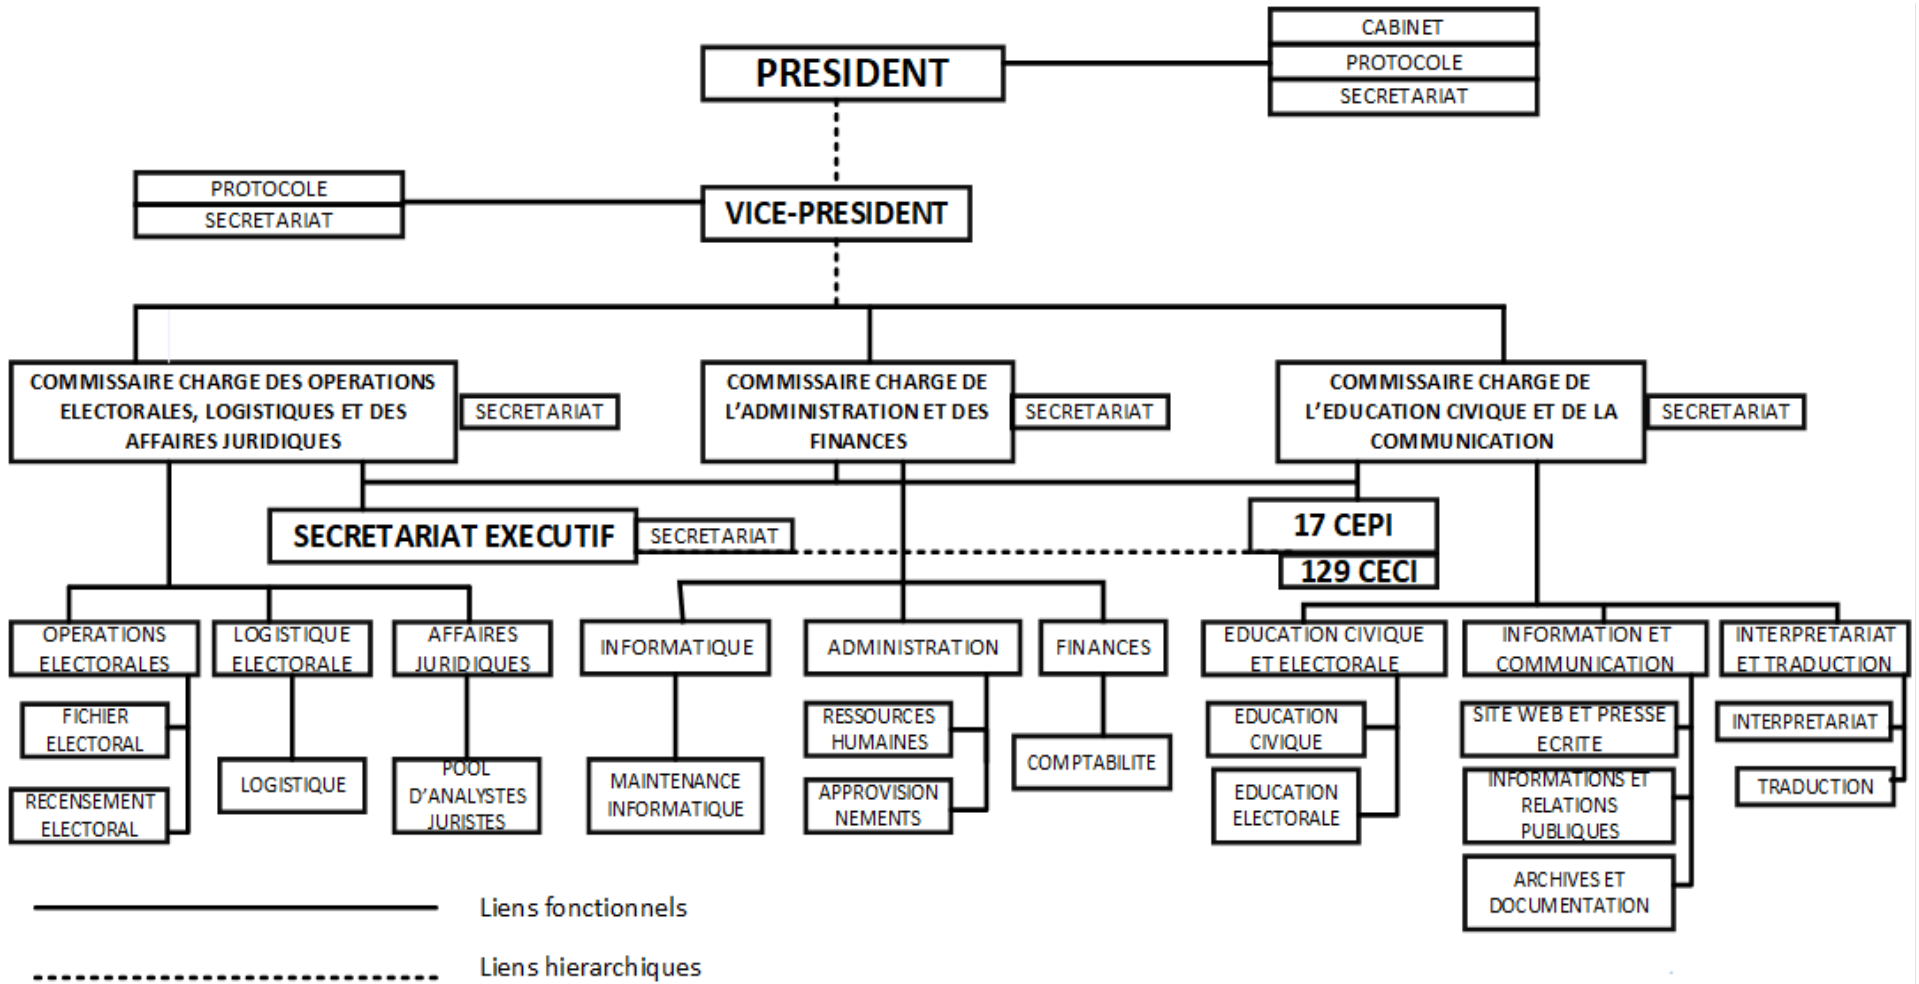 CABINET
PRESIDENT
PROTOCOLE
SECRETARIAT
PROTOCOLE
SECRETARIAT
VICE-PRESIDENT
COMMISSAIRE CHARGE DES OPERATIONS
ELECTORALES, LOGISTIQUES ET DES
AFFAIRES JURIDIQUES
SECRETARIAT
COMMISSAIRE CHARGE DE
L'ADMINISTRATION ET DES
FINANCES
SECRETARIAT
COMMISSAIRE CHARGE DE
L'EDUCATION CIVIQUE ET DE LA
COMMUNICATION
SECRETARIAT
SECRETARIAT EXECUTIF
SECRETARIAT
17 CEPI
129 CECI
OPERATIONS
ELECTORALES
LOGISTIQUE
ELECTORALE
AFFAIRES
JURIDIQUES
INFORMATIQUE
ADMINISTRATION
FINANCES
EDUCATION CIVIQUE
ET ELECTORALE
INFORMATION ET
COMMUNICATION
INTERPRETARIAT
ET TRADUCTION
FICHIER
ELECTORAL
RECENSEMENT
ELECTORAL
LOGISTIQUE
POOL
D'ANALYSTES
JURISTES
MAINTENANCE
INFORMATIQUE
RESSOURCES
HUMAINES
APPROVISION
NEMENTS
COMPTABILITE
EDUCATION
CIVIQUE
EDUCATION
ELECTORALE
SITE WEB ET PRESSE
ECRITE
INFORMATIONS ET
RELATIONS
PUBLIQUES
ARCHIVES ET
DOCUMENTATION
INTERPRETARIAT
TRADUCTION
Liens fonctionnels
Liens hierarchiques